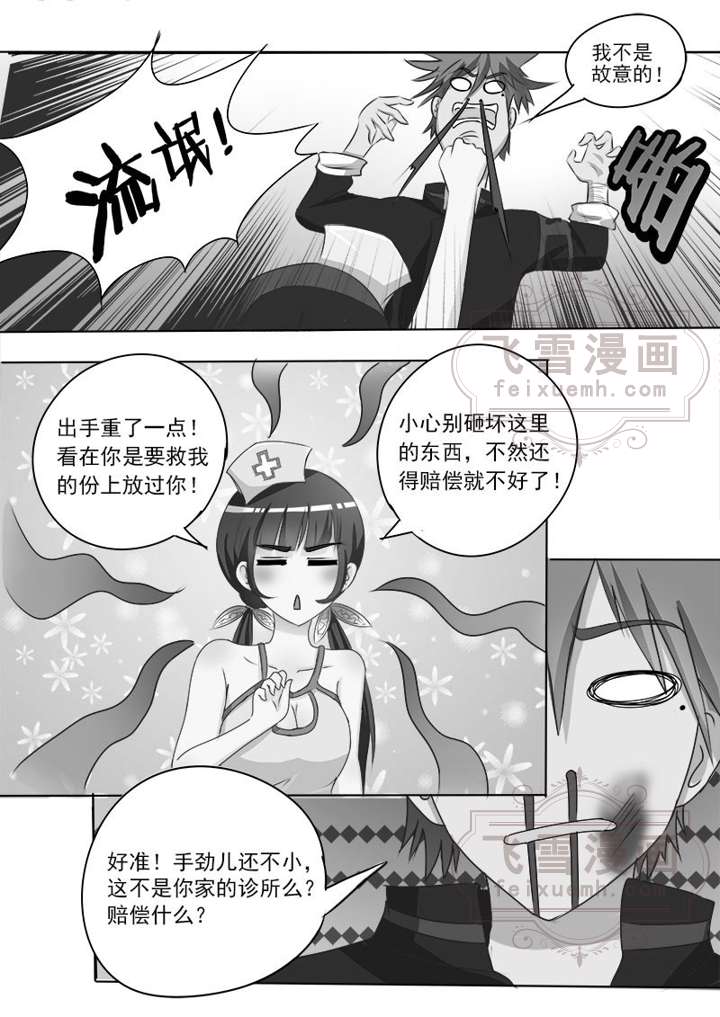 流氓！
我不是
故意的！
出手重了一点！
看在你是要救我
的份上放过你！
小心别砸坏这里
的东西，不然还
得赔偿就不好了！
飞雪漫画
feixuemh.com
好准！手劲儿还不小，
这不是你家的诊所么？
赔偿什么？
飞雪漫画
feixuemh.com